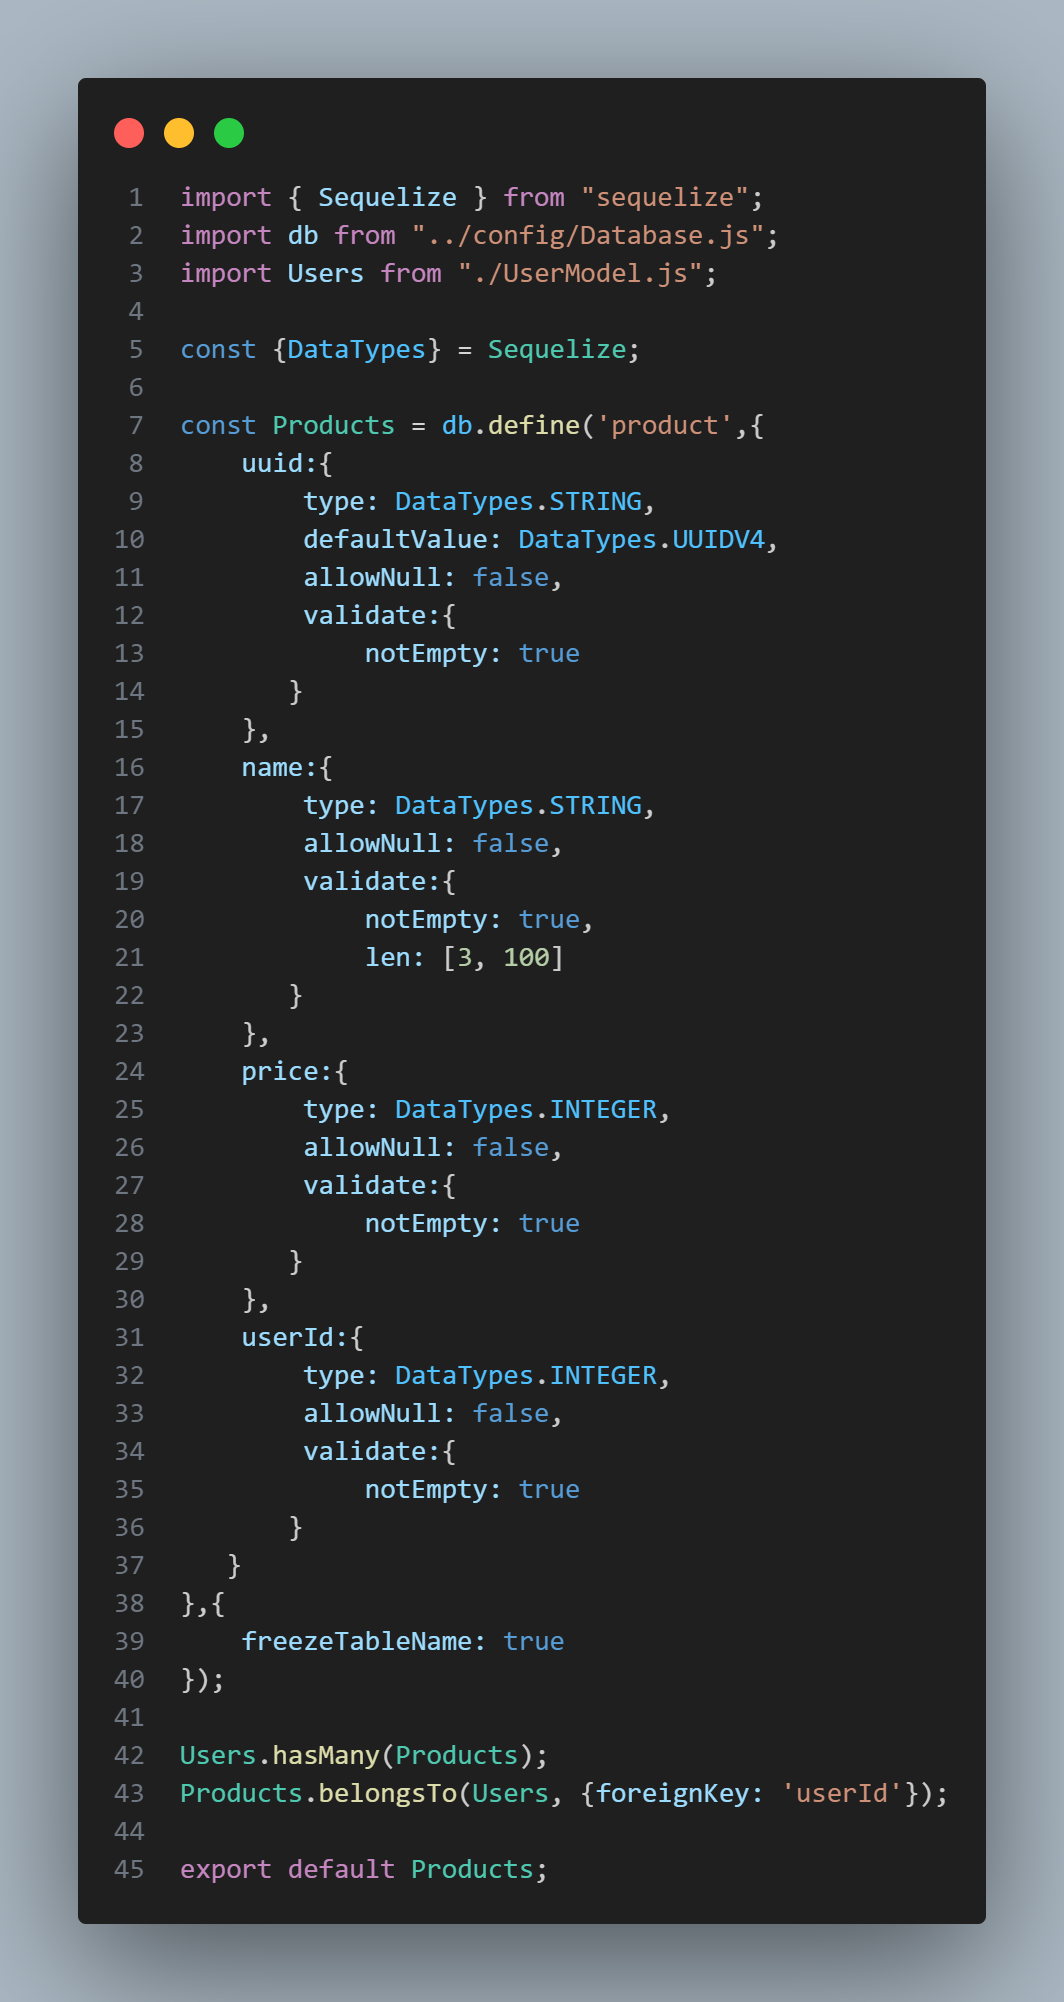 1 import { Sequelize } from "sequelize";
2 import db from "../config/Database.js";
3 import Users from "./UserModel.js";
4
5 const {DataTypes} = Sequelize;
6
7 const Products = db.define('product',{
8     uuid:{
9         type: DataTypes.STRING,
10         defaultValue: DataTypes.UUIDV4,
11         allowNull: false,
12         validate:{
13             notEmpty: true
14        }
15     },
16     name:{
17         type: DataTypes.STRING,
18         allowNull: false,
19         validate:{
20             notEmpty: true,
21             len: [3, 100]
22        }
23     },
24     price:{
25         type: DataTypes.INTEGER,
26         allowNull: false,
27         validate:{
28             notEmpty: true
29        }
30     },
31     userId:{
32         type: DataTypes.INTEGER,
33         allowNull: false,
34         validate:{
35             notEmpty: true
36        }
37    }
38 },{
39     freezeTableName: true
40 });
41
42 Users.hasMany(Products);
43 Products.belongsTo(Users, {foreignKey: 'userId'});
44
45 export default Products;